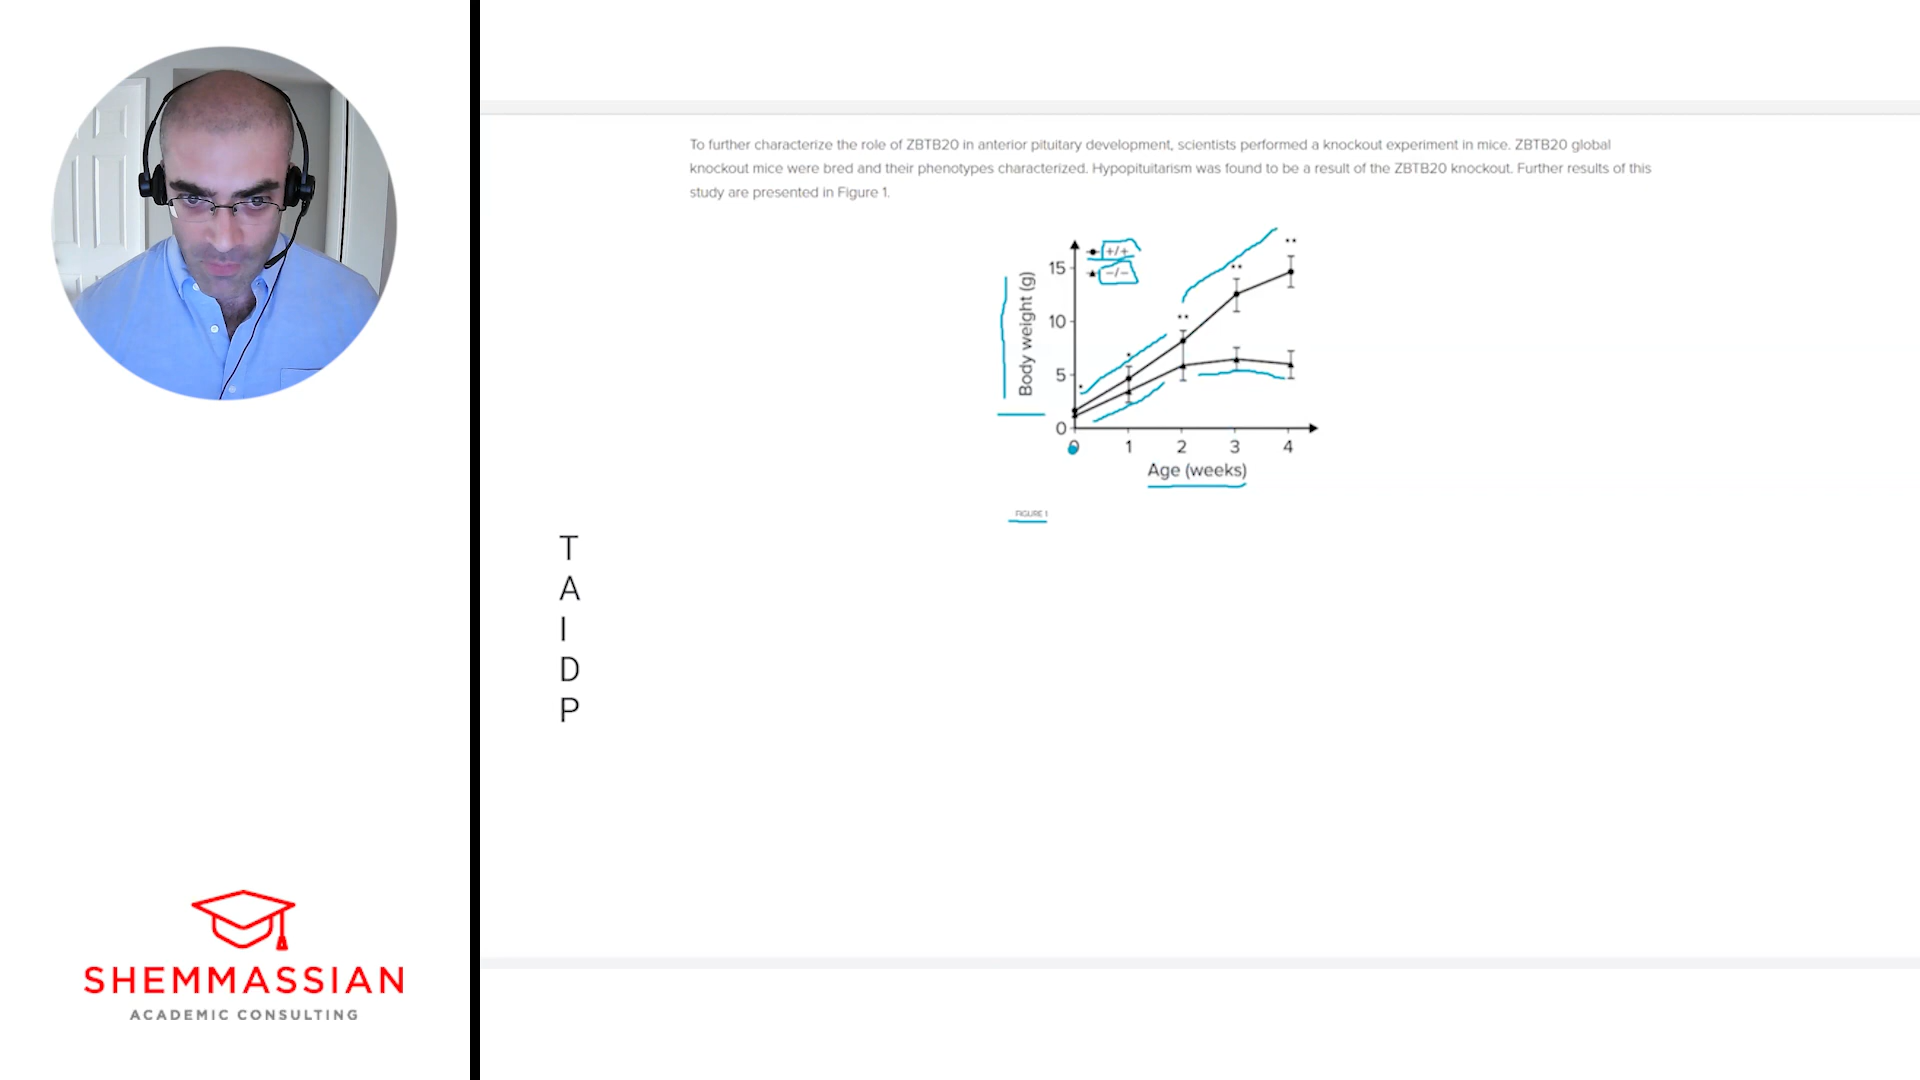 To further characterize the role of ZBTB20 in anterior pituitary development, scientists performed a knockout experiment in mice. ZBTB20 global
knockout mice were bred and their phenotypes characterized. Hypopituitarism was found to be a result of the ZBTB20 knockout. Further results of this
study are presented in Figure 1.
+/+
-/-
Body weight (g)
15
10
5
0
0 1 2 3 4
Age (weeks)
FIGURE 1
T
A
I
D
P
SHEMMASSIAN
ACADEMIC CONSULTING